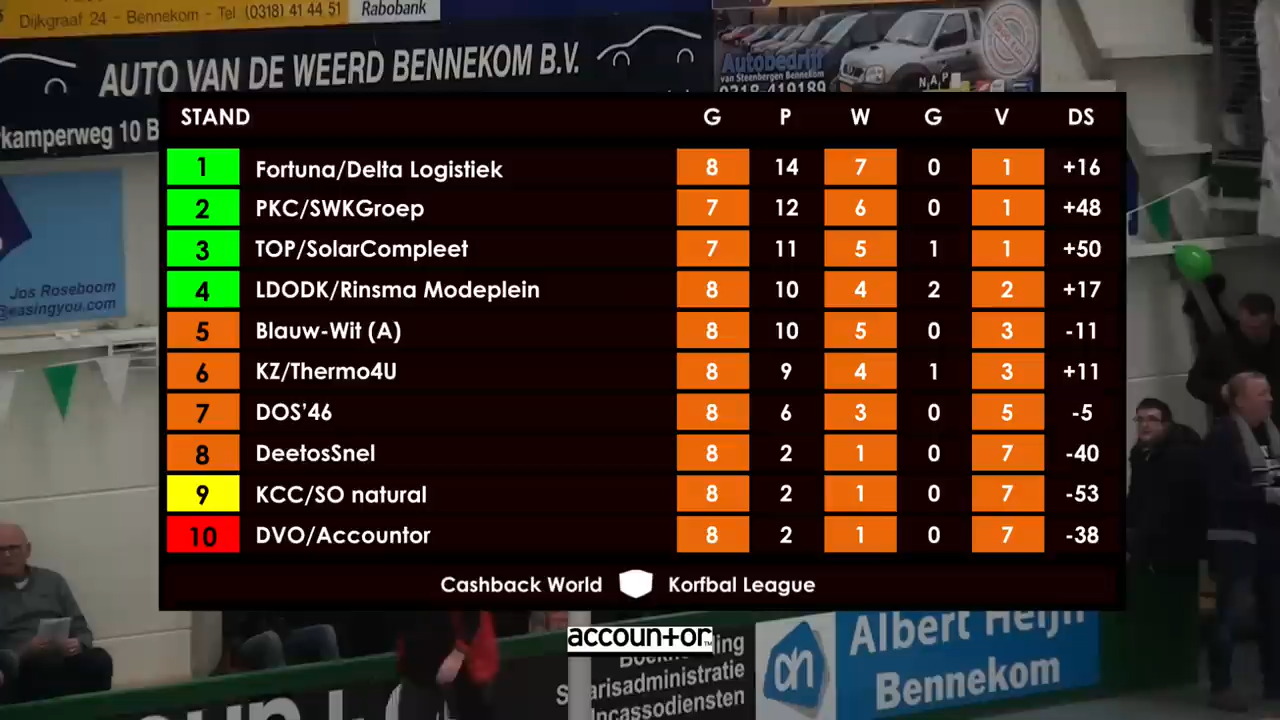 Dijkgraaf 24 - Bennekom - Tel (0318) 41 44 51
Rabobank
AUTO VAN DE WEERD BENNEKOM B.V.
kamperweg 10 B
Autobedrijf
van Steenbergen Bennekom
0318-419189
N.A.P.
STAND G P W G V DS
1 Fortuna/Delta Logistiek 8 14 7 0 1 +16
2 PKC/SWKGroep 7 12 6 0 1 +48
3 TOP/SolarCompleet 7 11 5 1 1 +50
4 LDODK/Rinsma Modeplein 8 10 4 2 2 +17
5 Blauw-Wit (A) 8 10 5 0 3 -11
6 KZ/Thermo4U 8 9 4 1 3 +11
7 DOS'46 8 6 3 0 5 -5
8 DeetosSnel 8 2 1 0 7 -40
9 KCC/SO natural 8 2 1 0 7 -53
10 DVO/Accountor 8 2 1 0 7 -38
Jos Roseboom
@easingyou.com
Cashback World Korfbal League
accountor™
ling
Albert Heijn
Bennekom
arisadministratie
Incassodiensten